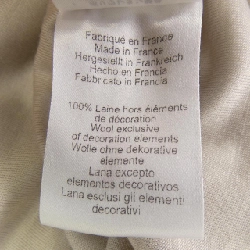 Fabriqué en France
Made in France
Hergestellt in Frankreich
Hecho en Francia
Fabbricato in Francia
100% Laine hors éléments
de décoration
Wool exclusive
of decoration elements
Wolle ohne dekorative
elemente
Lana excepto
elementos decorativos
Lana esclusi gli elementi
decorativi